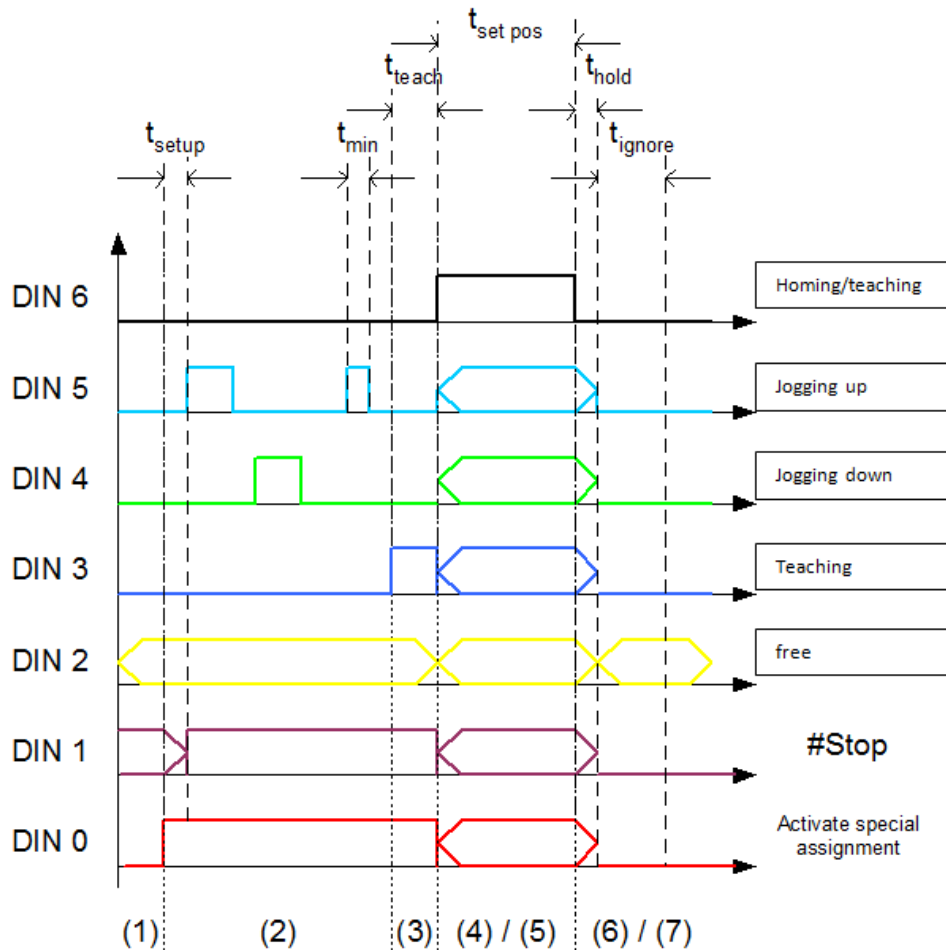 t set pos
t teach
t hold
t setup
t min
t ignore
DIN 6
Homing/teaching
DIN 5
Jogging up
DIN 4
Jogging down
DIN 3
Teaching
DIN 2
free
DIN 1
#Stop
DIN 0
Activate special
assignment
(1) (2) (3) (4) / (5) (6) / (7)